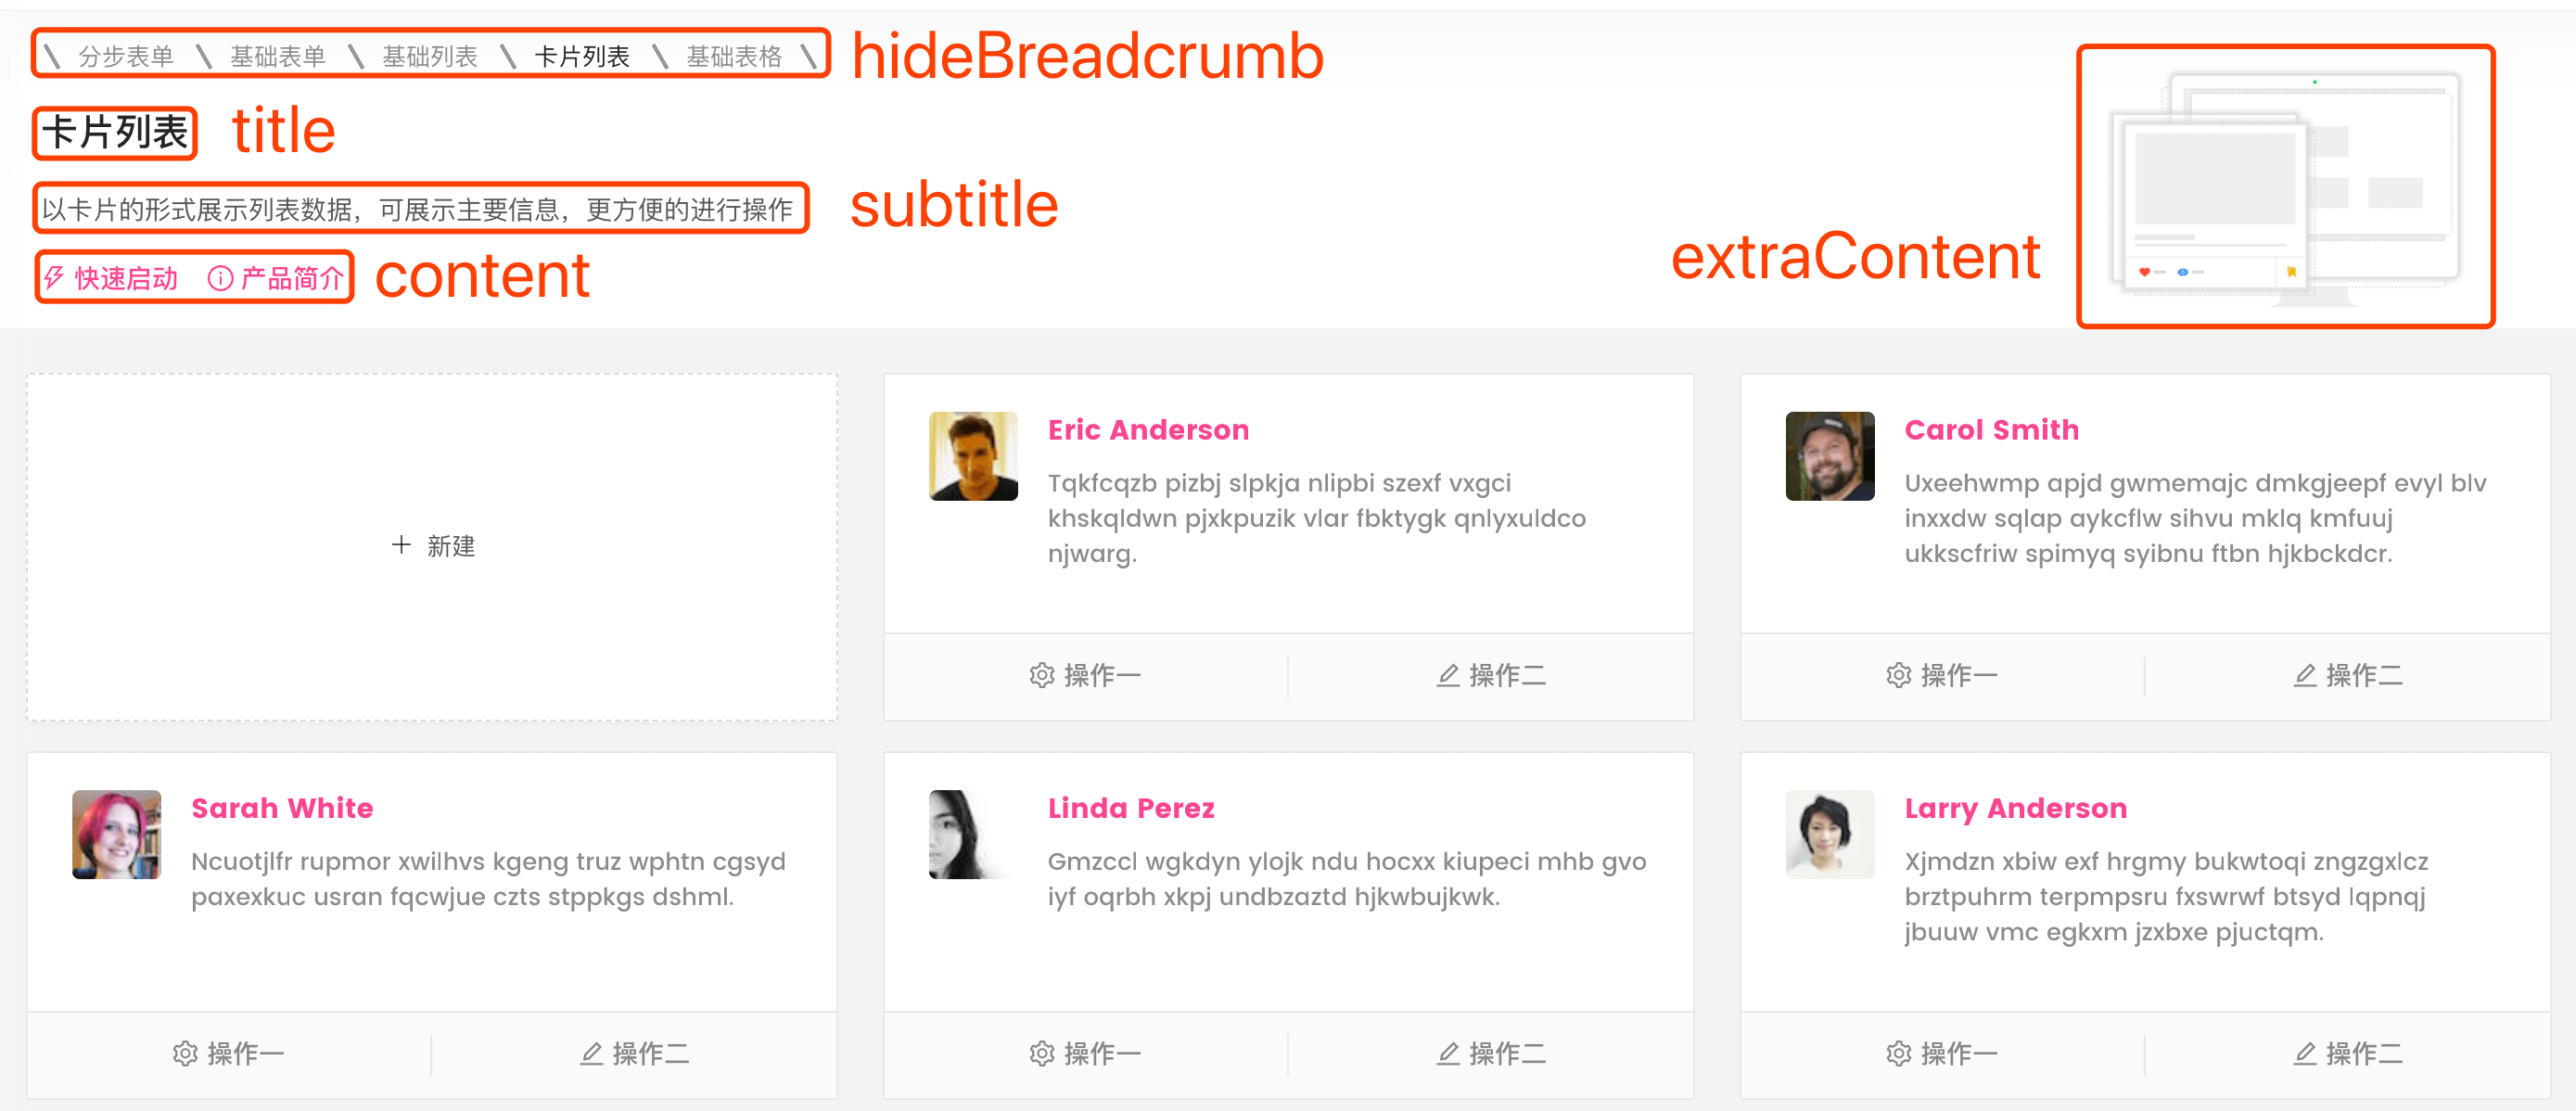 \ 分步表单 \ 基础表单 \ 基础列表 \ 卡片列表 \ 基础表格 \ hideBreadcrumb
卡片列表 title
以卡片的形式展示列表数据，可展示主要信息，更方便的进行操作 subtitle
快速启动 产品简介 content
extraContent
+ 新建
Eric Anderson
Tqkfcqzb pizbj slpkja nlipbi szexf vxgci
khskqldwn pjxkpuzik vlar fbktygk qnlyxuldco
njwarg.
操作一 操作二
Carol Smith
Uxeehwmp apjd gwmemajc dmkgjeepf evyl blv
inxxdw sqlap aykcflw sihvu mklq kmfuuj
ukkscfriw spimyq syibnu ftbn hjkbckdcr.
操作一 操作二
Sarah White
Ncuotjlfr rupmor xwilhvs kgeng truz wphtn cgsyd
paxexkuc usran fqcwjue czts stppkgs dshml.
操作一 操作二
Linda Perez
Gmzccl wgkdyn ylojk ndu hocxx kiupeci mhb gvo
iyf oqrbh xkpj undbzaztd hjkwbujkwk.
操作一 操作二
Larry Anderson
Xjmdzn xbiw exf hrgmy bukwtoqi zngzgxlcz
brztpuhrm terpmpsru fxswrwf btsyd lqpnqj
jbuuw vmc egkxm jzxbxe pjuctqm.
操作一 操作二